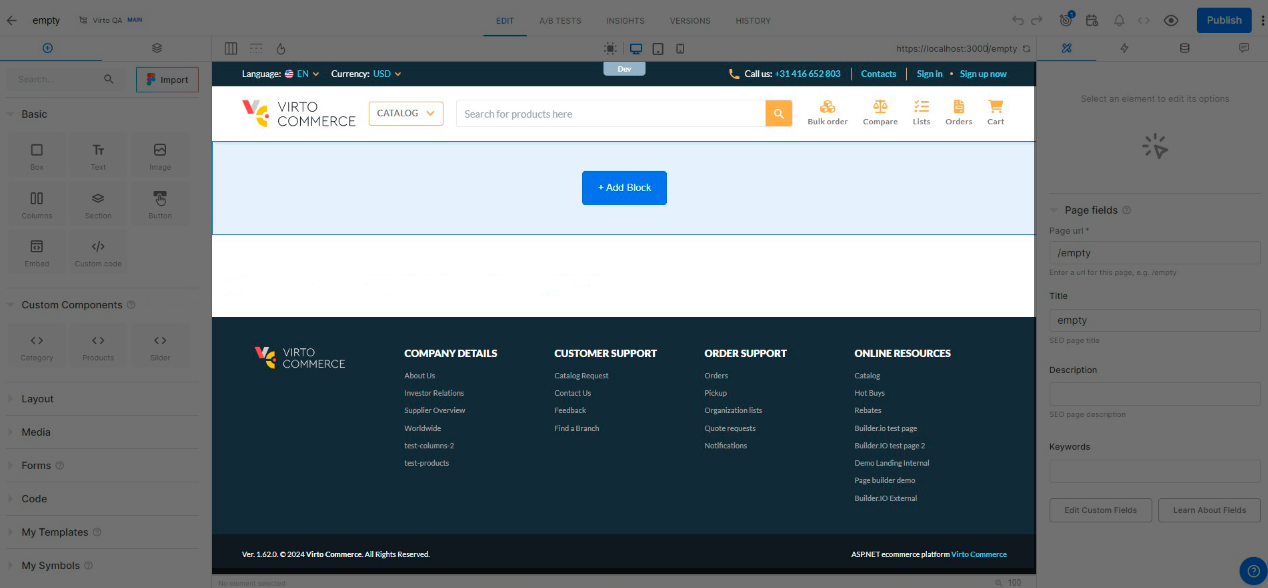 empty Virto QA MAIN EDIT A/B TESTS INSIGHTS VERSIONS HISTORY 1 Publish
https://localhost:3000/empty
Dev
Search... Import
Language: EN Currency: USD Call us: +31 416 652 803 Contacts Sign in • Sign up now
Select an element to edit its options
Basic
Box Text Image
Columns Section Button
Embed Custom code
VIRTO COMMERCE CATALOG Search for products here Bulk order Compare Lists Orders Cart
+ Add Block
Page fields
Page url *
/empty
Enter a url for this page, e.g. /empty
Title
empty
SEO page title
Description
SEO page description
Keywords
Edit Custom Fields Learn About Fields
Custom Components
Category Products Slider
Layout
Media
Forms
Code
My Templates
My Symbols
VIRTO COMMERCE
COMPANY DETAILS
About Us
Investor Relations
Supplier Overview
Worldwide
test-columns-2
test-products
CUSTOMER SUPPORT
Catalog Request
Contact Us
Feedback
Find a Branch
ORDER SUPPORT
Orders
Pickup
Organization lists
Quote requests
Notifications
ONLINE RESOURCES
Catalog
Hot Buys
Rebates
Builder.io test page
Builder.IO test page 2
Demo Landing Internal
Page builder demo
Builder.IO External
Ver. 1.62.0. © 2024 Virto Commerce. All Rights Reserved. ASP.NET ecommerce platform Virto Commerce
No element selected 100